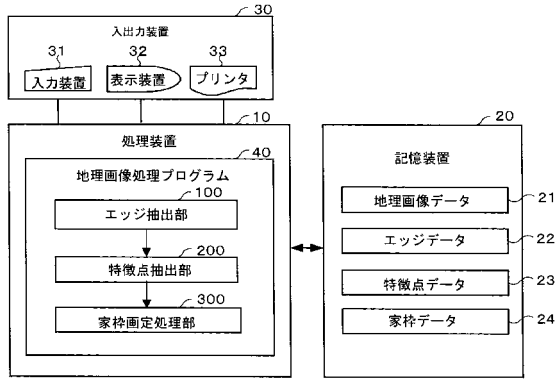 30
入出力装置
31
32
33
入力装置
表示装置
プリンタ
10
処理装置
40
地理画像処理プログラム
100
エッジ抽出部
200
特徴点抽出部
300
家枠画定処理部
20
記憶装置
地理画像データ
21
エッジデータ
22
特徴点データ
23
家枠データ
24